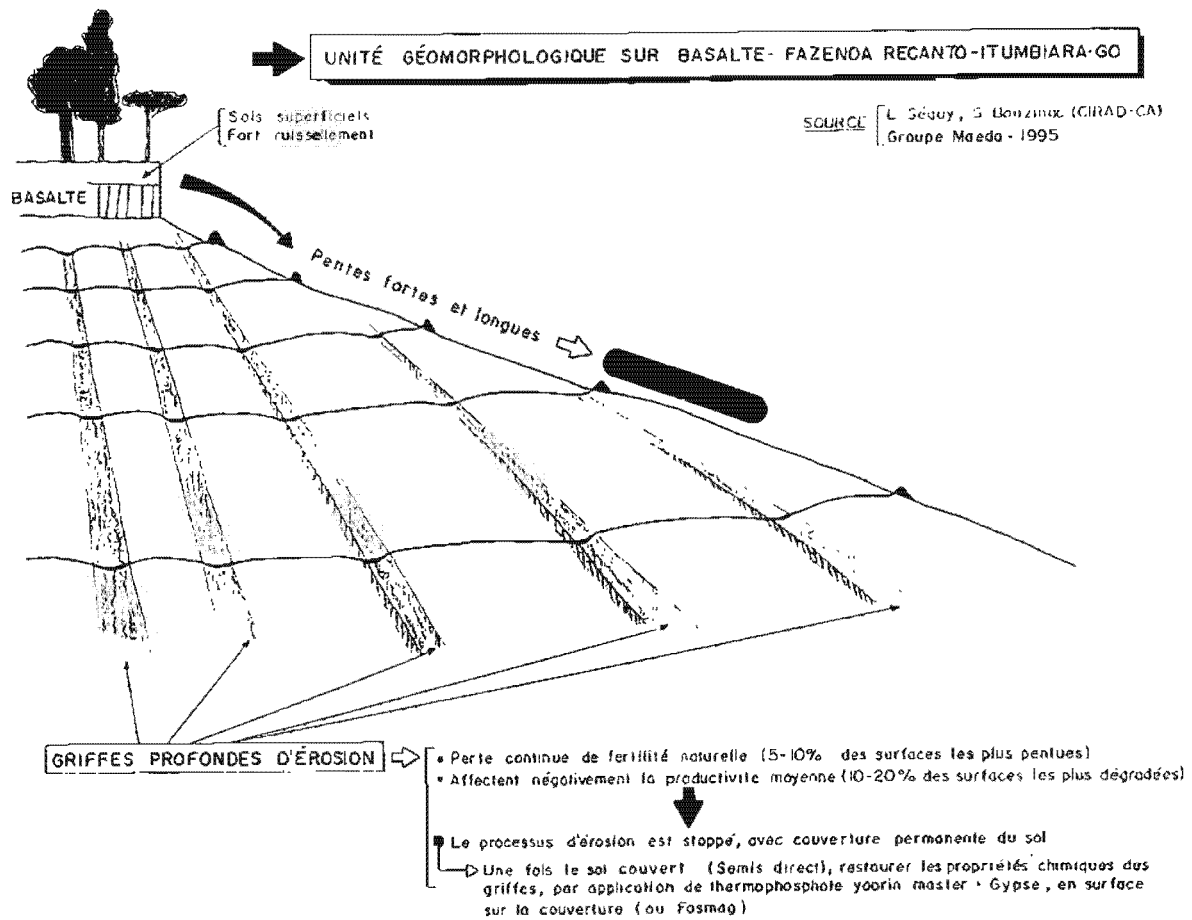 UNITÉ GÉOMORPHOLOGIQUE SUR BASALTE- FAZENDA RECANTO-ITUMBIARA-GO
Sols superficiels
Fort ruissellement
SOURCE
L Séguy, S Bouzinac (CIRAD-CA)
Groupe Maeda - 1995
BASALTE
Pentes fortes et longues
GRIFFES PROFONDES D'ÉROSION
Perte continue de fertilité naturelle (5-10% des surfaces les plus pentues)
Affectent négativement la productivite moyenne (10-20% des surfaces les plus dégradées)
Le processus d'érosion est stoppé, avec couverture permanente du sol
Une fois le sol couvert (Semis direct), restaurer les propriétés chimiques des
griffes, par application de thermophosphote yoorin master + Gypse, en surface
sur la couverture (ou Fosmag)